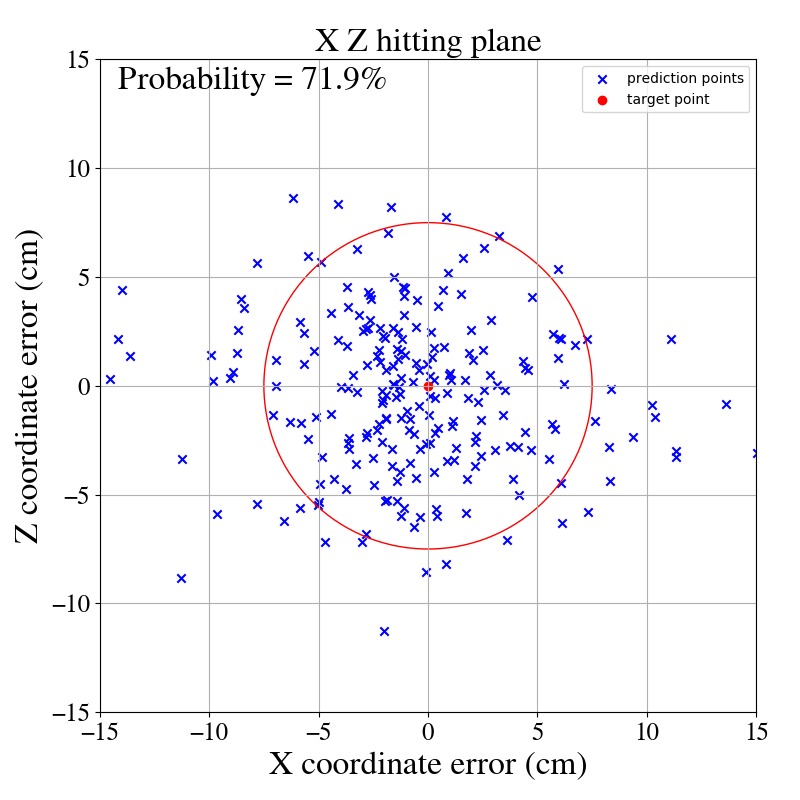 X Z hitting plane
Probability = 71.9%
prediction points
target point
15
10
5
0
−5
−10
−15
Z coordinate error (cm)
−15 −10 −5 0 5 10 15
X coordinate error (cm)